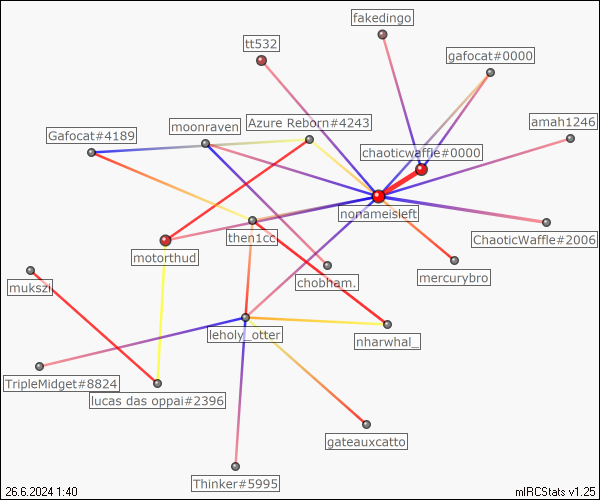 fakedingo
tt532
gafocat#0000
amah1246
Azure Reborn#4243
moonraven
Gafocat#4189
chaoticwaffle#0000
nonameisleft
ChaoticWaffle#2006
then1cc
motorthud
mercurybro
chobham.
mukszi
leholy_otter
nharwhal_
TripleMidget#8824
lucas das oppai#2396
gateauxcatto
Thinker#5995
26.6.2024 1:40
mIRCStats v1.25